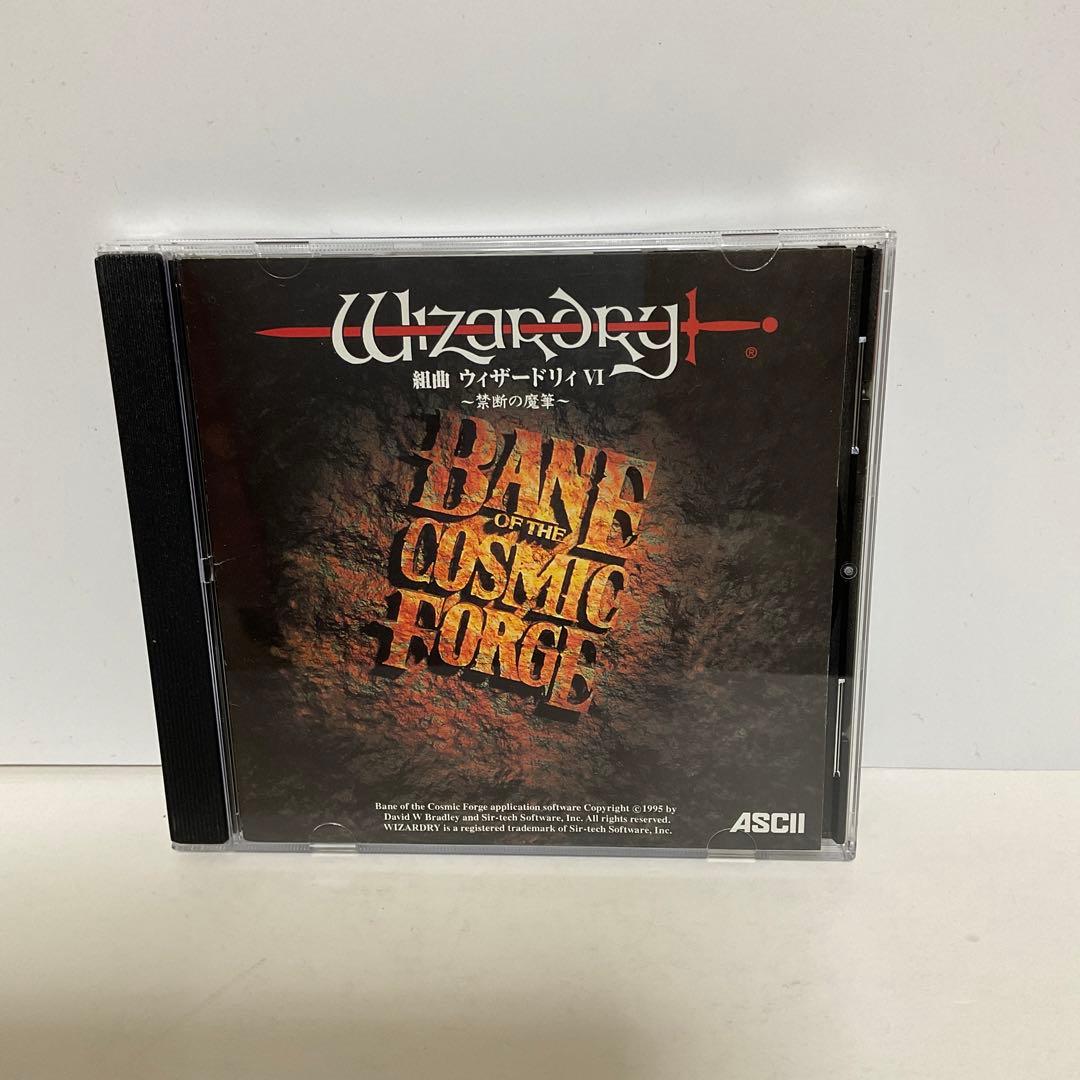 Wizardry
®
組曲 ウィザードリィ VI
~禁断の魔筆~
BANE
OF THE
COSMIC
FORGE
Bane of the Cosmic Forge application software Copyright ©1995 by
David W Bradley and Sir-tech Software, Inc. All rights reserved.
WIZARDRY is a registered trademark of Sir-tech Software, Inc.
ASCII